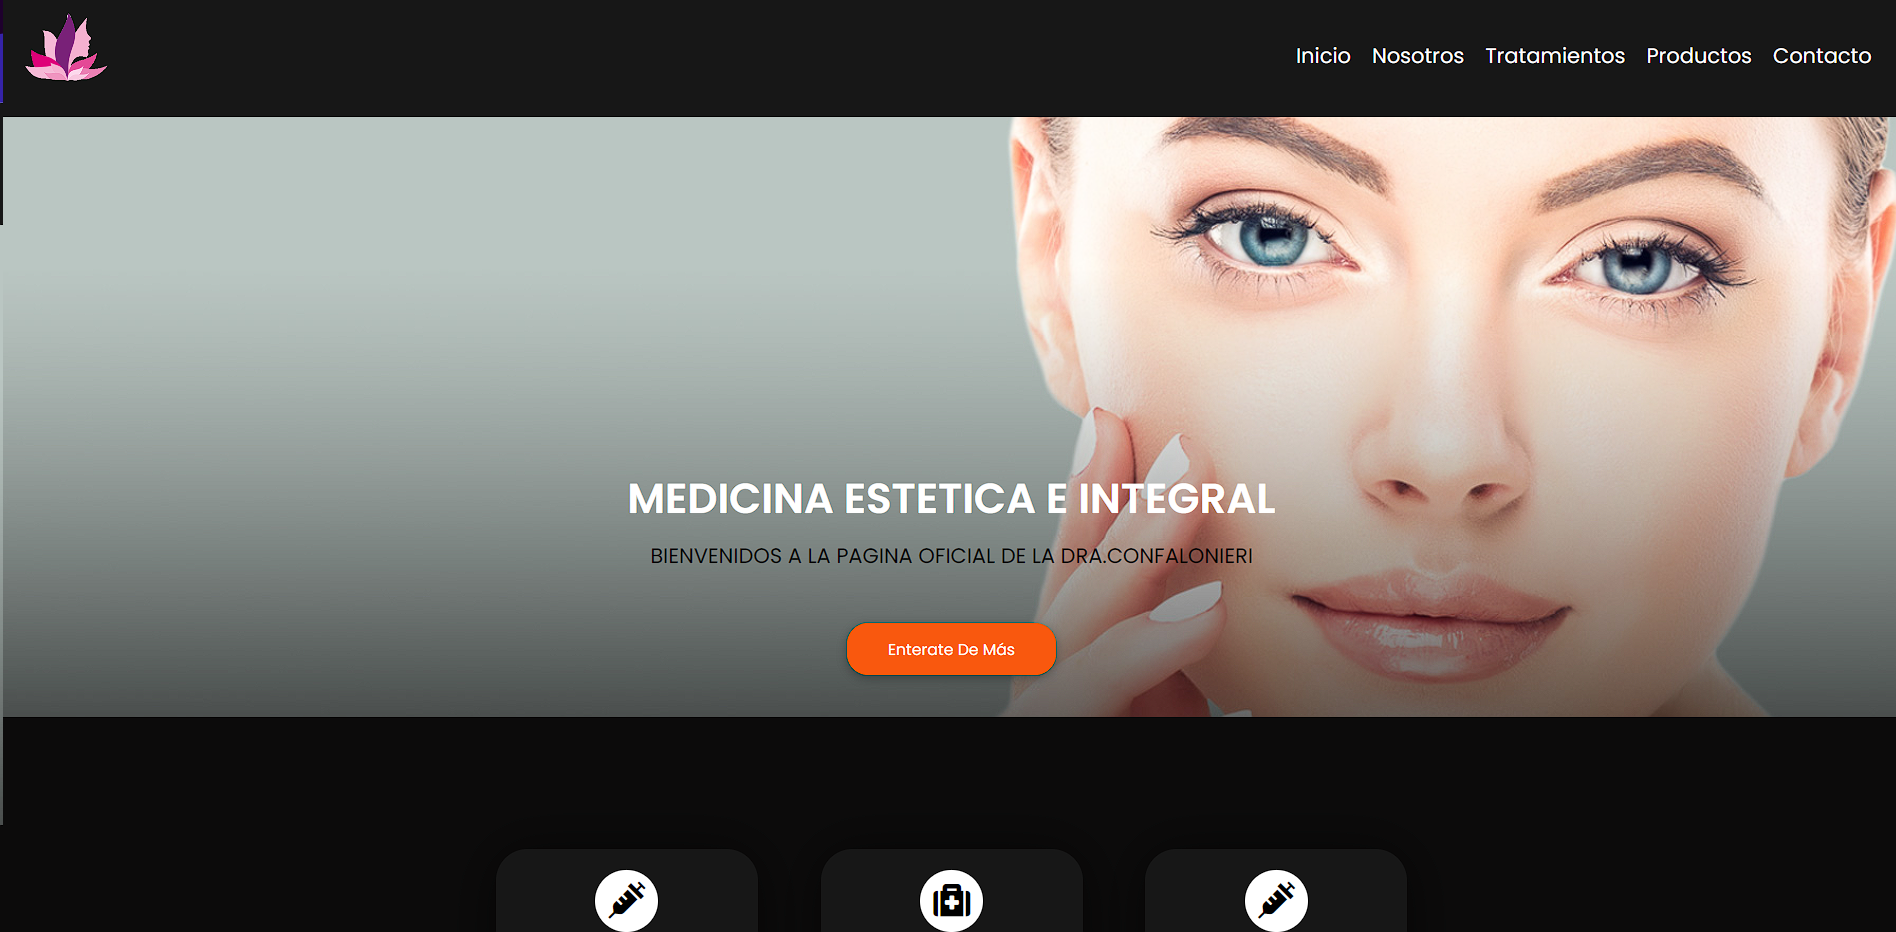 Inicio Nosotros Tratamientos Productos Contacto
MEDICINA ESTETICA E INTEGRAL
BIENVENIDOS A LA PAGINA OFICIAL DE LA DRA.CONFALONIERI
Enterate De Más